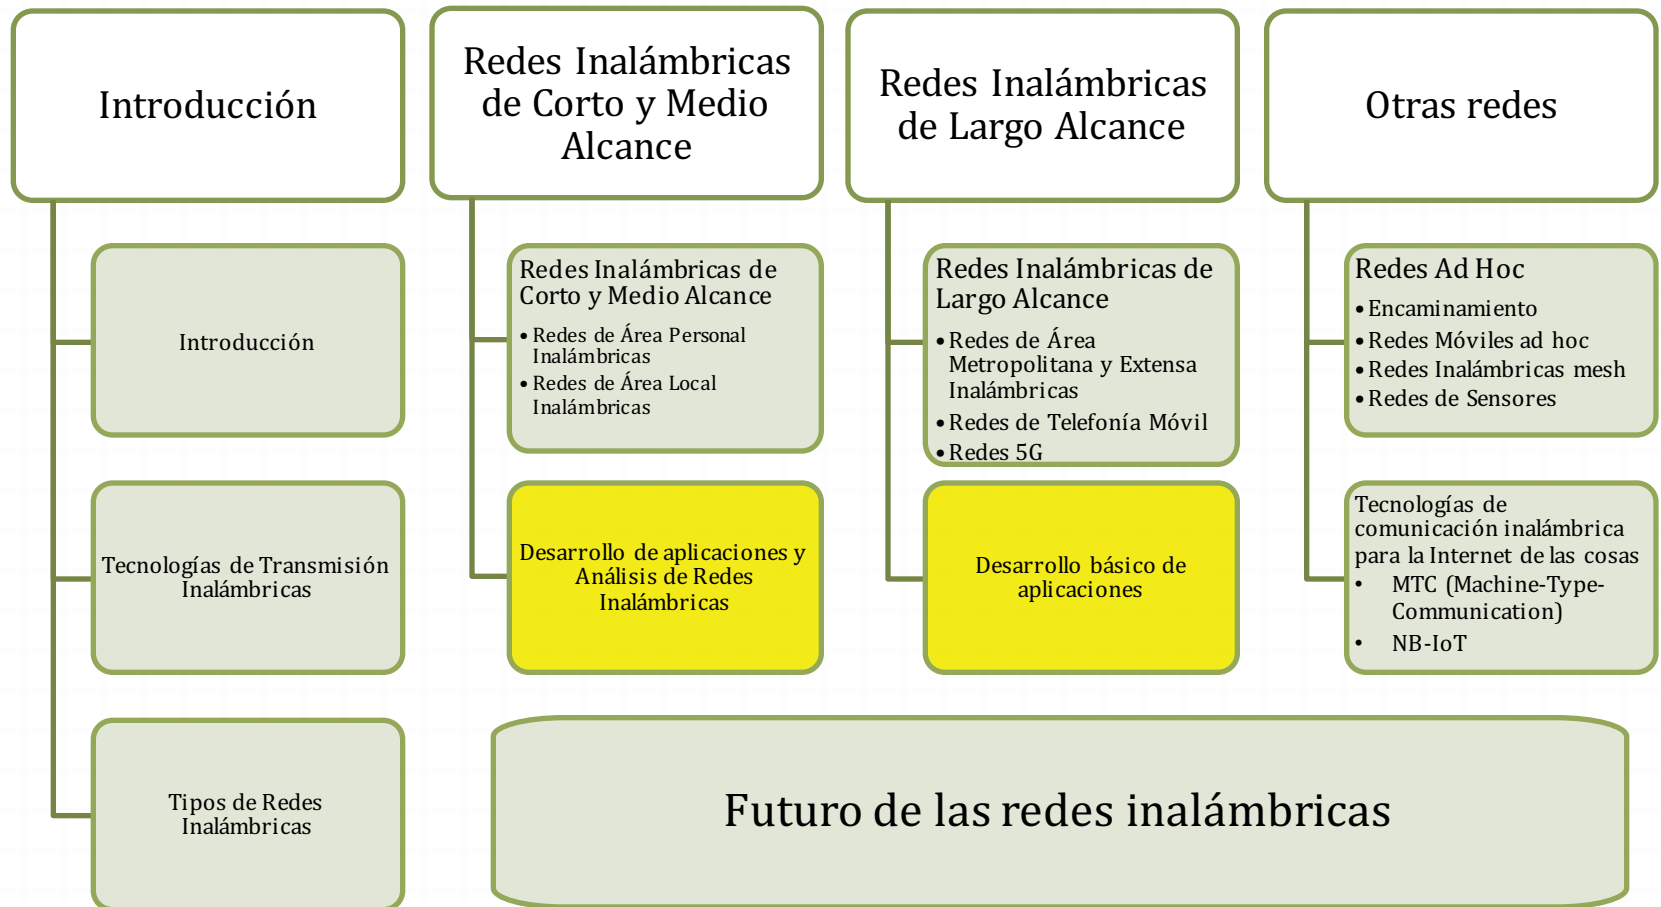 Introducción
Introducción
Tecnologías de Transmisión
Inalámbricas
Tipos de Redes
Inalámbricas
Redes Inalámbricas
de Corto y Medio
Alcance
Redes Inalámbricas de
Corto y Medio Alcance
• Redes de Área Personal
Inalámbricas
• Redes de Área Local
Inalámbricas
Desarrollo de aplicaciones y
Análisis de Redes
Inalámbricas
Redes Inalámbricas
de Largo Alcance
Redes Inalámbricas de
Largo Alcance
• Redes de Área
Metropolitana y Extensa
Inalámbricas
• Redes de Telefonía Móvil
• Redes 5G
Desarrollo básico de
aplicaciones
Otras redes
Redes Ad Hoc
• Encaminamiento
• Redes Móviles ad hoc
• Redes Inalámbricas mesh
• Redes de Sensores
Tecnologías de
comunicación inalámbrica
para la Internet de las cosas
• MTC (Machine-Type-
Communication)
• NB-IoT
Futuro de las redes inalámbricas